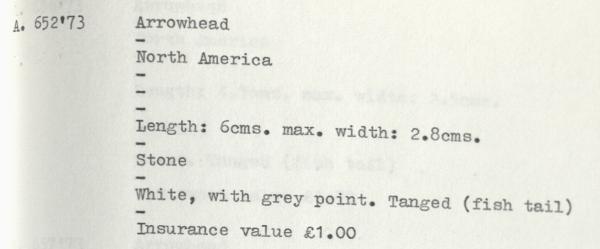 A. 652'73 Arrowhead
–
North America
–
–
Length: 6cms. max. width: 2.8cms.
–
Stone
–
White, with grey point. Tanged (fish tail)
–
Insurance value £1.00